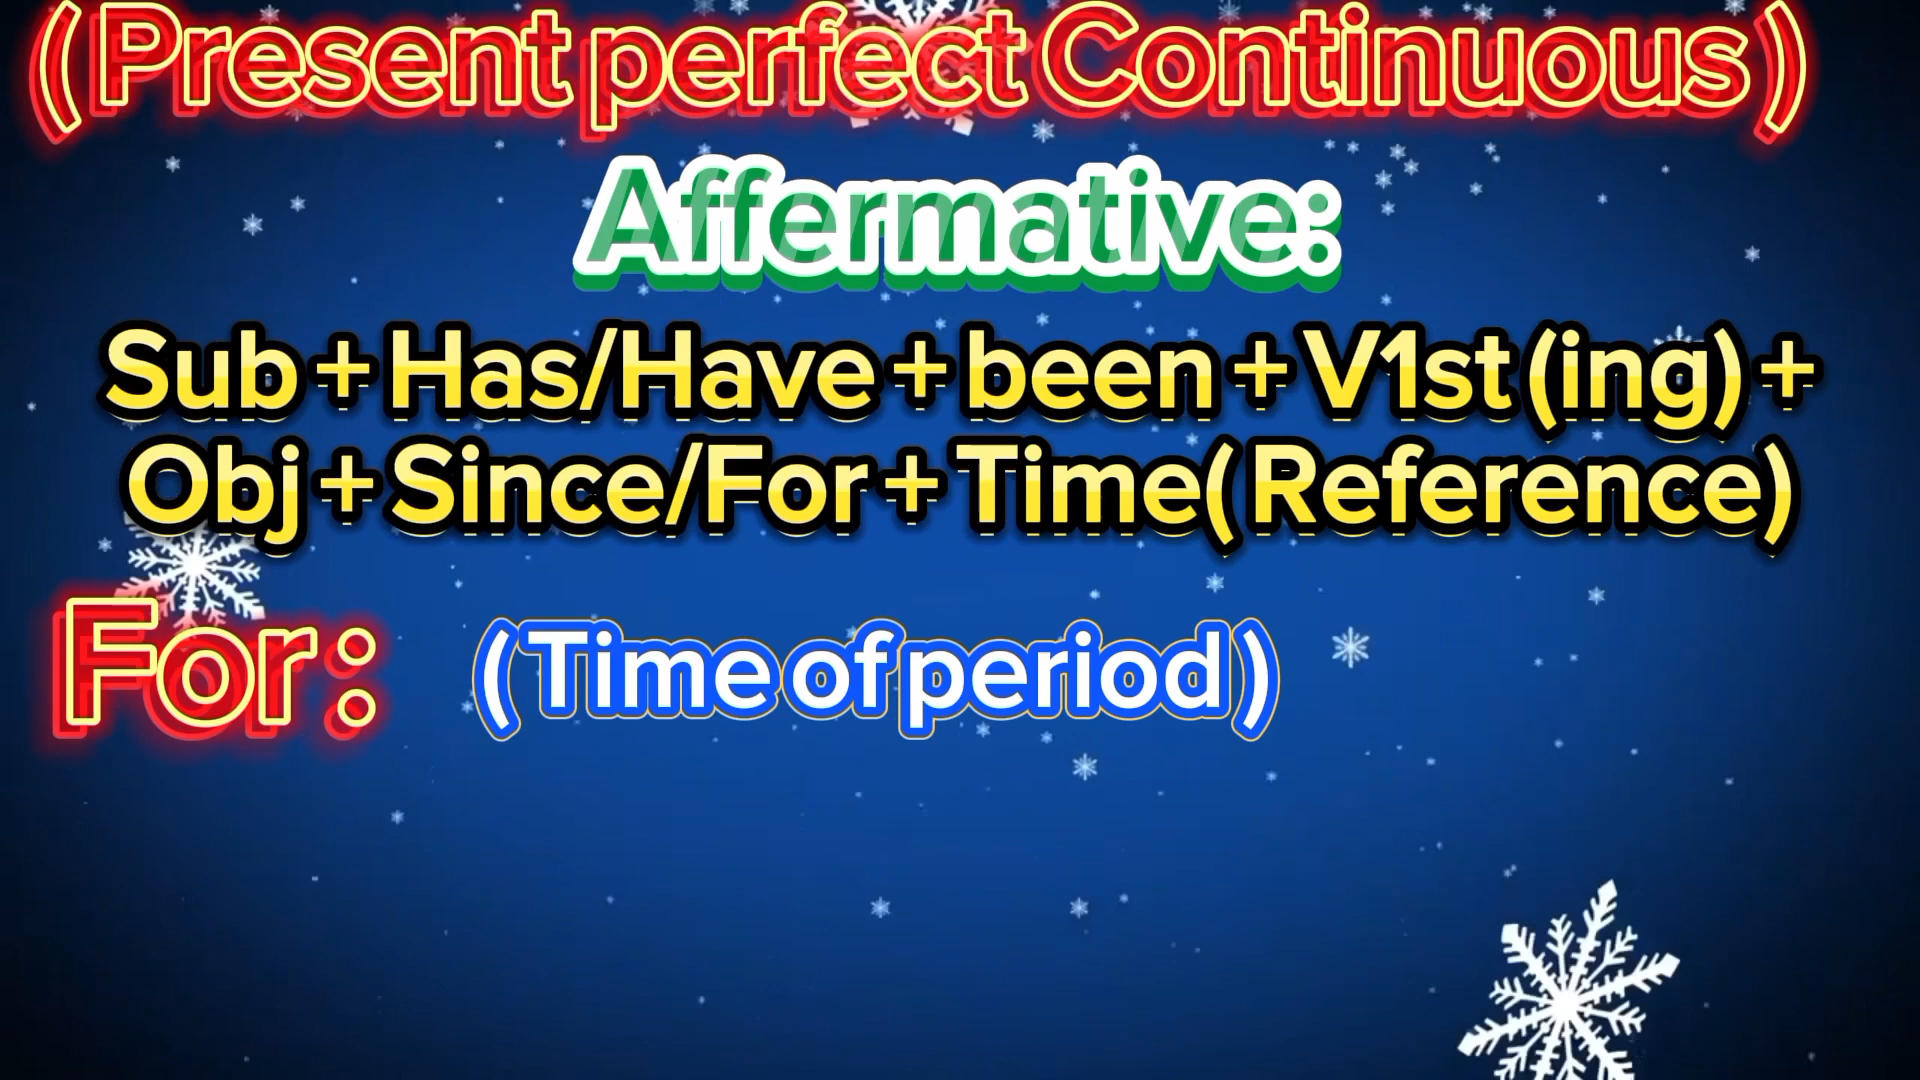 (Present perfect Continuous)
Affermative:
Sub + Has/Have + been + V1st (ing) +
Obj + Since/For + Time( Reference)
For: (Time of period)